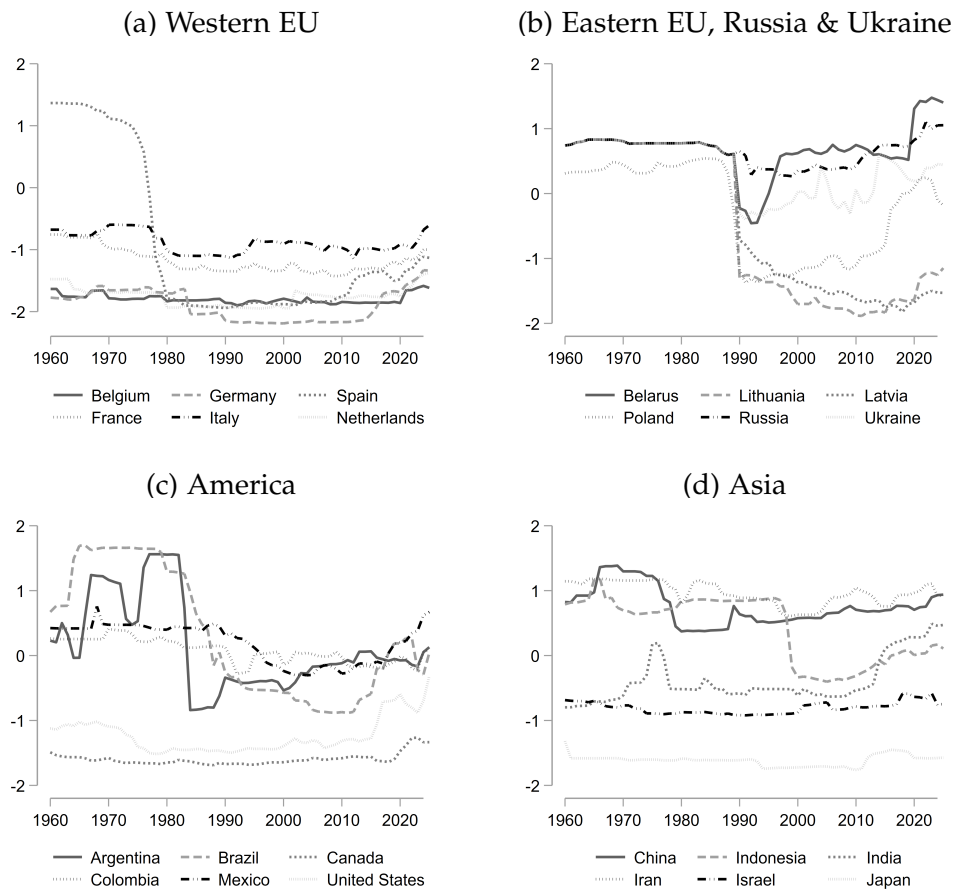 (a) Western EU
2
1
0
-1
-2
1960 1970 1980 1990 2000 2010 2020
Belgium Germany Spain
France Italy Netherlands
(b) Eastern EU, Russia & Ukraine
2
1
0
-1
-2
1960 1970 1980 1990 2000 2010 2020
Belarus Lithuania Latvia
Poland Russia Ukraine
(c) America
2
1
0
-1
-2
1960 1970 1980 1990 2000 2010 2020
Argentina Brazil Canada
Colombia Mexico United States
(d) Asia
2
1
0
-1
-2
1960 1970 1980 1990 2000 2010 2020
China Indonesia India
Iran Israel Japan